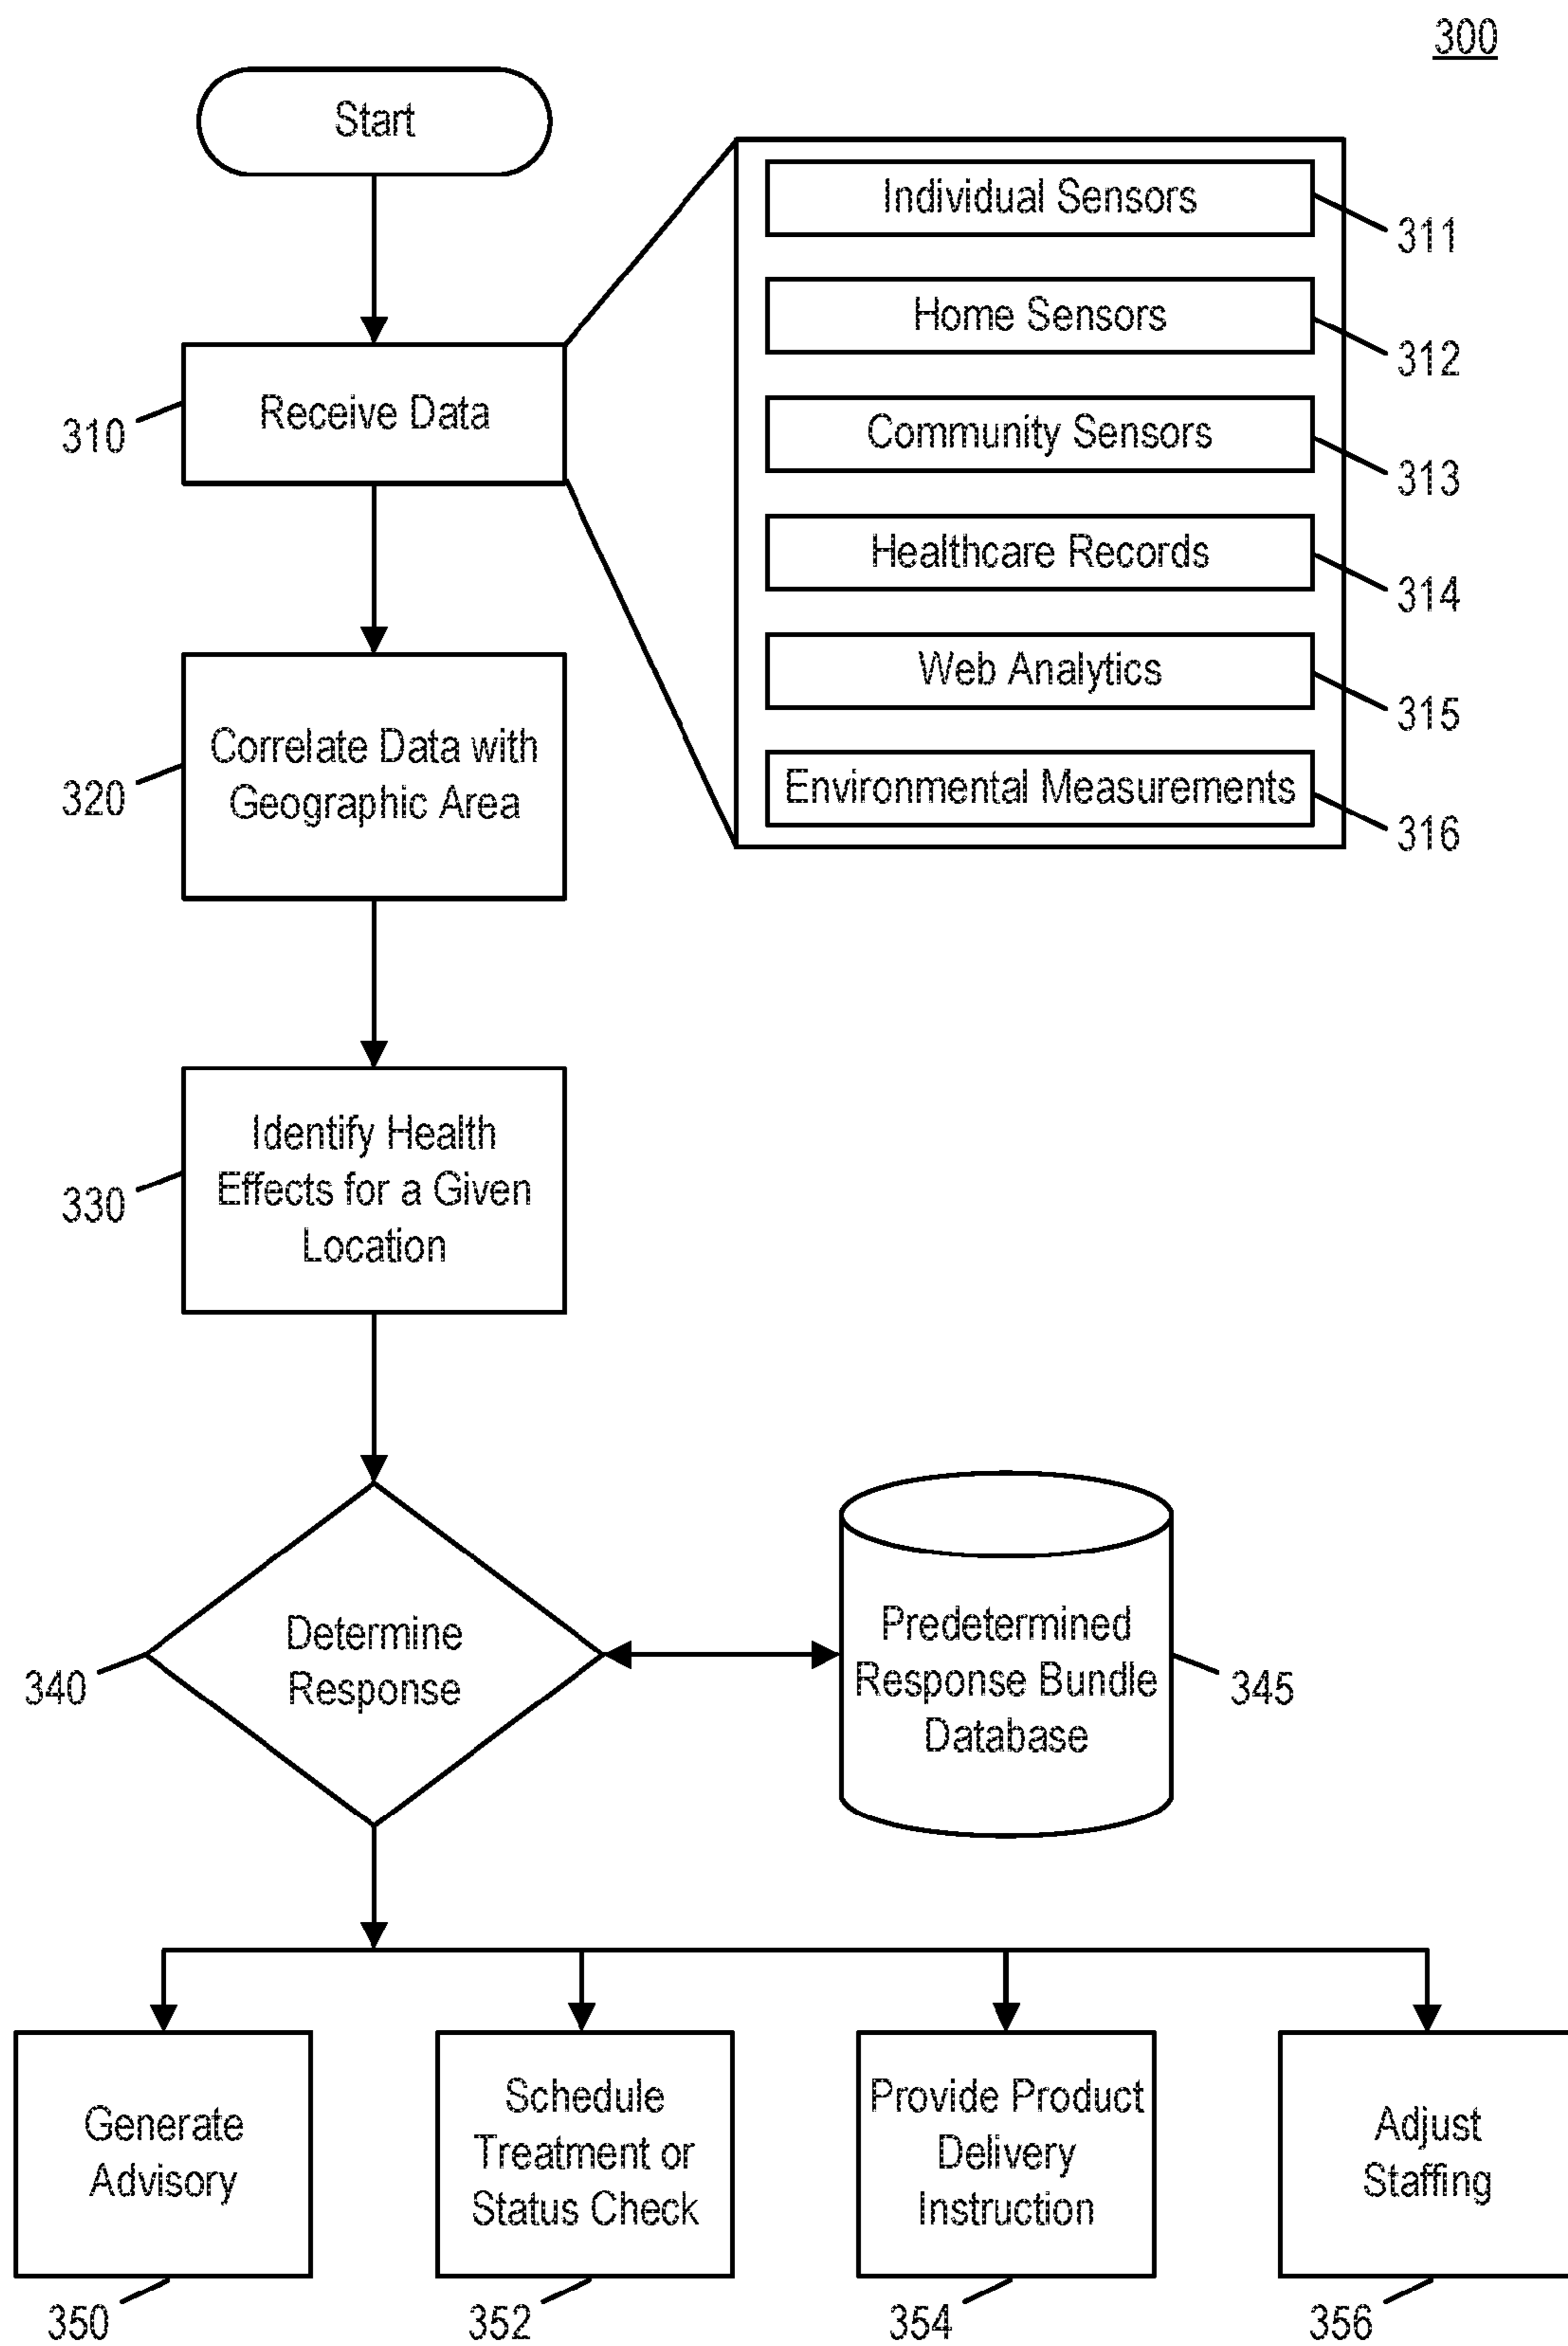 300
Start
Individual Sensors
311
Home Sensors
312
Receive Data
310
Community Sensors
313
Healthcare Records
314
Web Analytics
315
Correlate Data with
Geographic Area
320
Environmental Measurements
316
Identify Health
Effects for a Given
Location
330
Determine
Response
340
Predetermined
Response Bundle
Database
345
Generate
Advisory
350
Schedule
Treatment or
Status Check
352
Provide Product
Delivery
Instruction
354
Adjust
Staffing
356